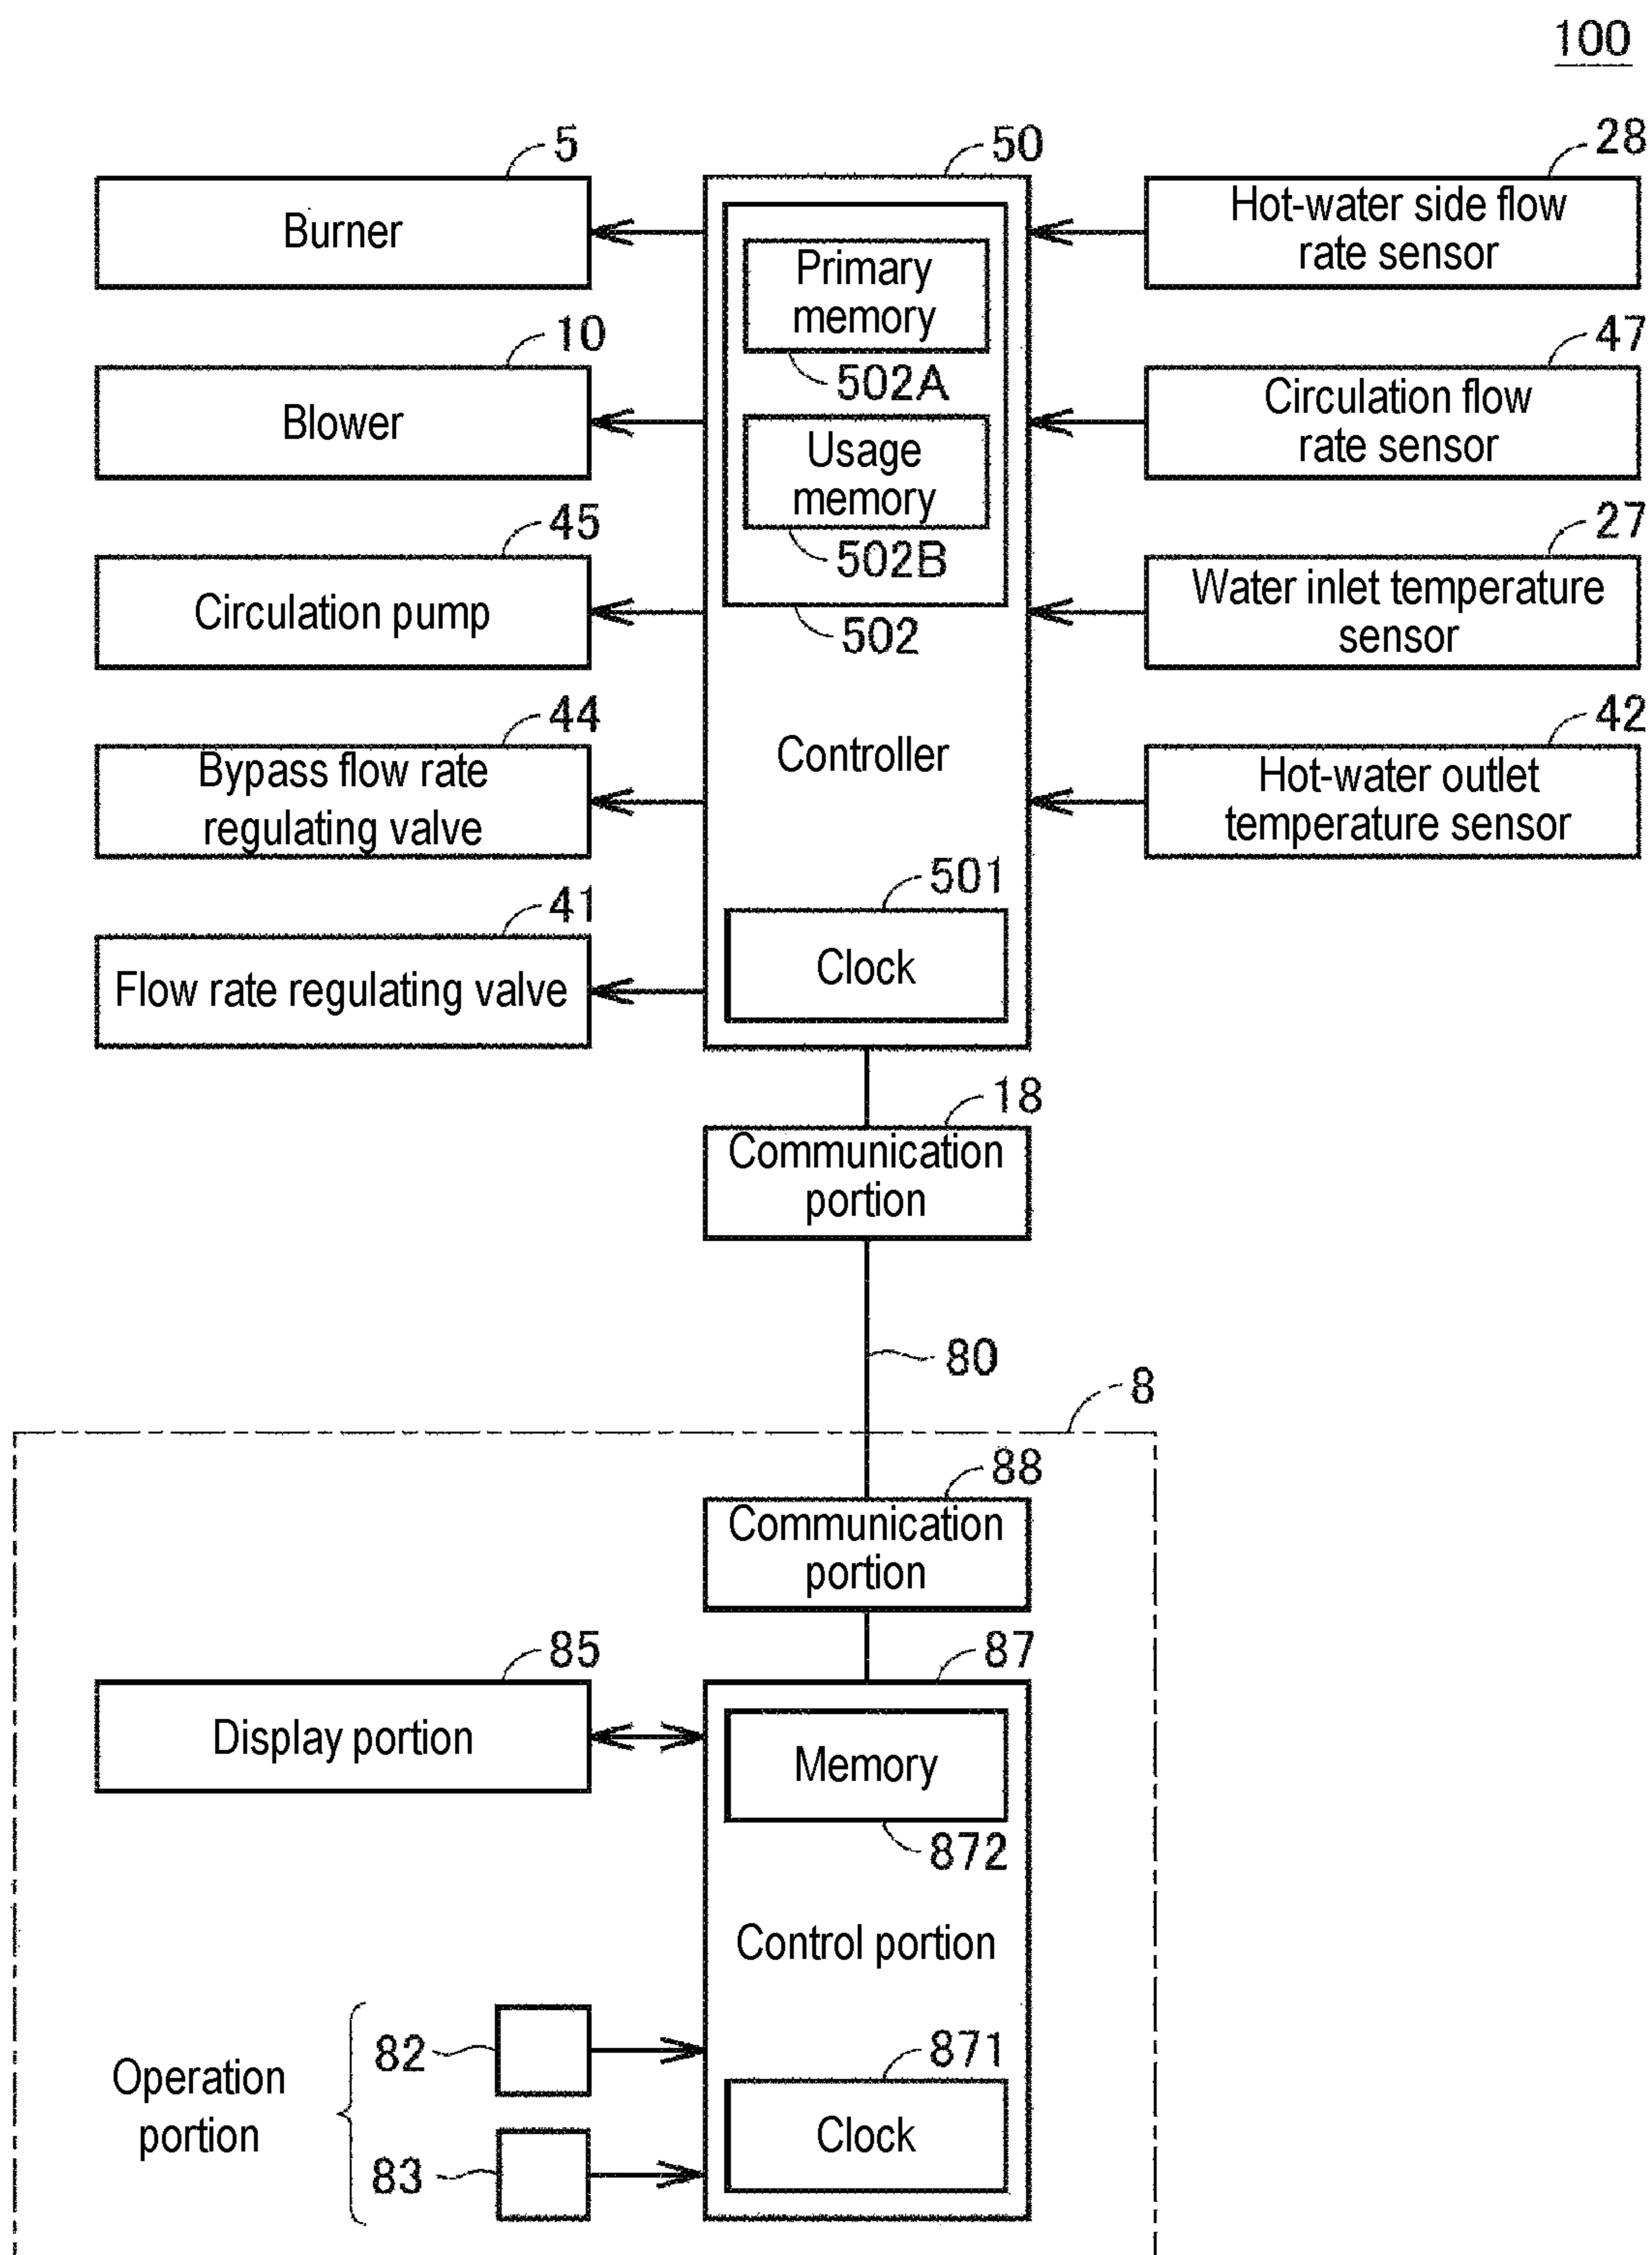 100
5
Burner
10
Blower
45
Circulation pump
44
Bypass flow rate
regulating valve
41
Flow rate regulating valve
50
Primary
memory
502A
Usage
memory
502B
502
Controller
501
Clock
28
Hot-water side flow
rate sensor
47
Circulation flow
rate sensor
27
Water inlet temperature
sensor
42
Hot-water outlet
temperature sensor
18
Communication
portion
80
8
88
Communication
portion
85
Display portion
87
Memory
872
Control portion
871
Clock
Operation
portion
82
83